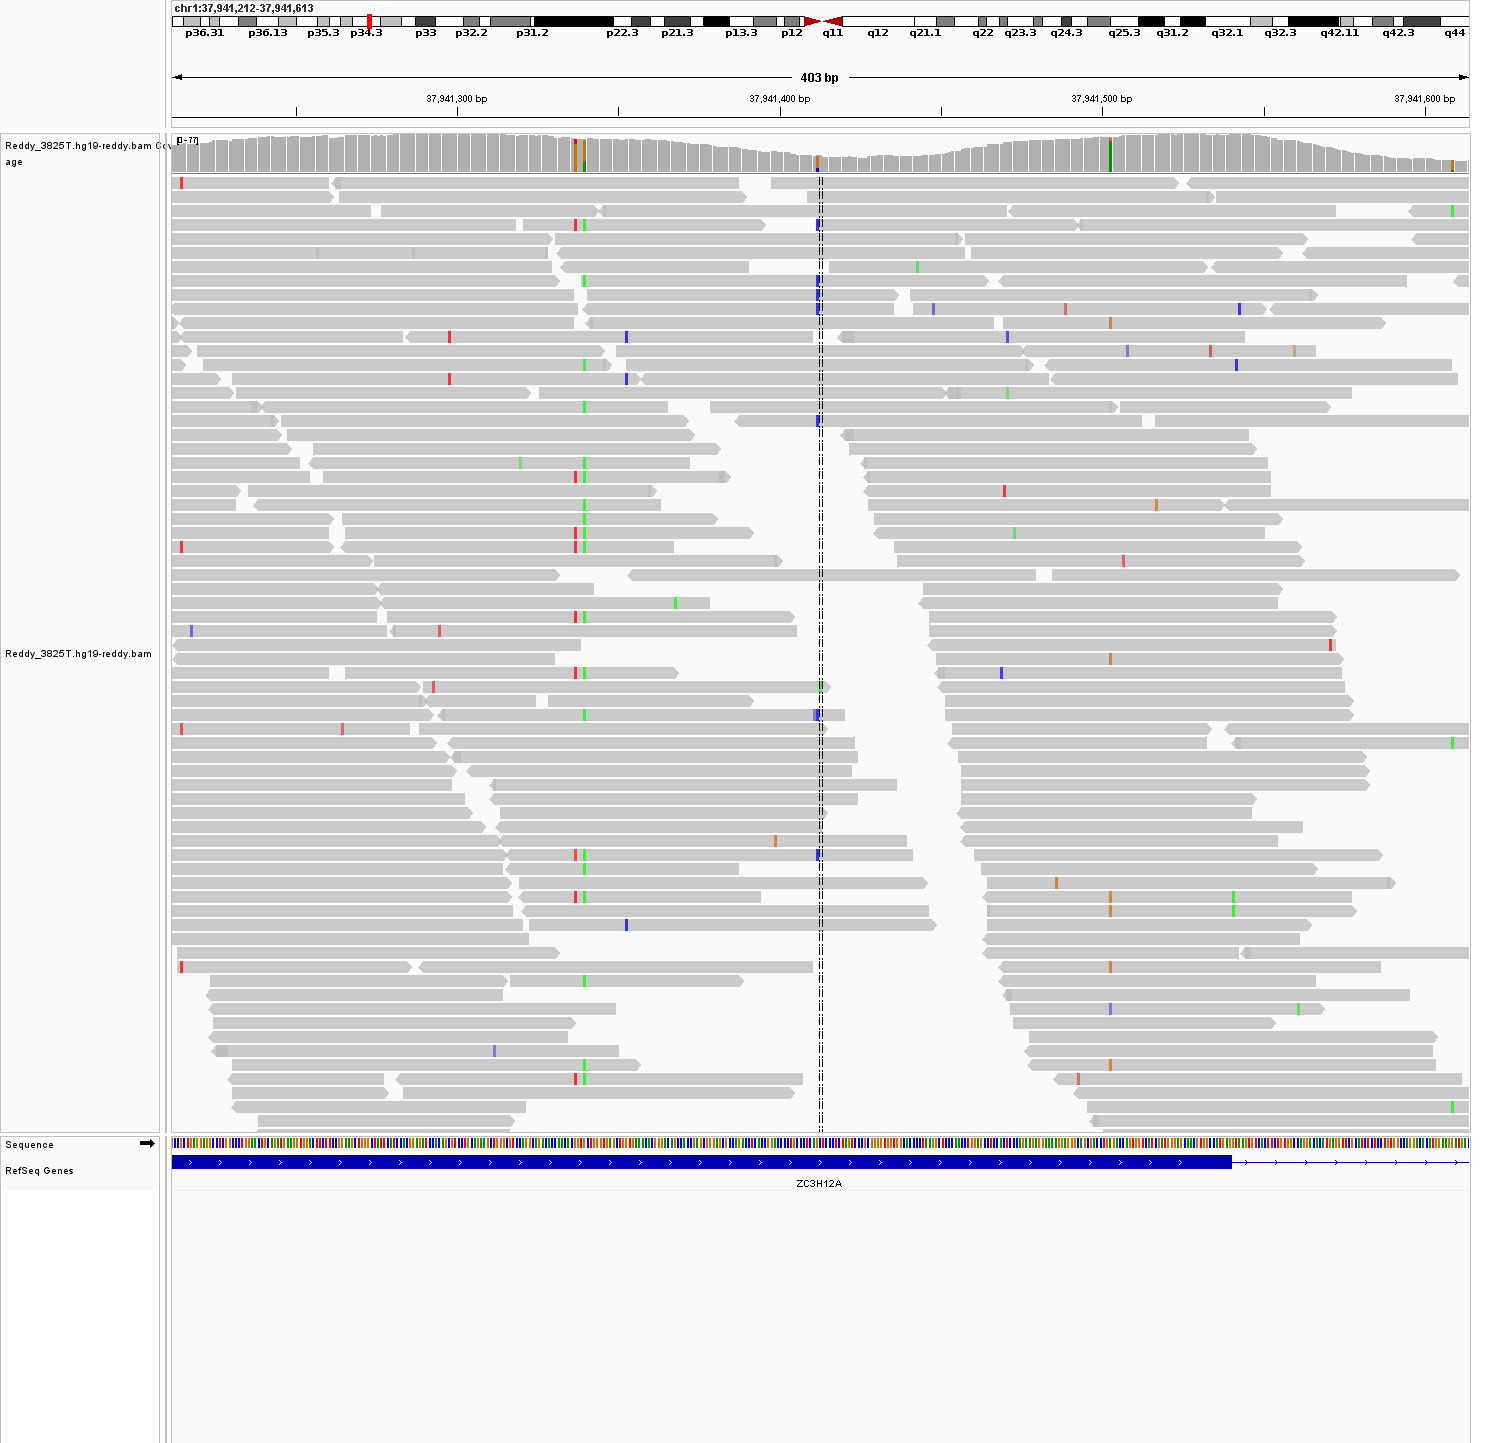 chr1:37,941,212-37,941,613
p36.31 p36.13 p35.3 p34.3 p33 p32.2 p31.2 p22.3 p21.3 p13.3 p12 q11 q12 q21.1 q22 q23.3 q24.3 q25.3 q31.2 q32.1 q32.3 q42.11 q42.3 q44
403 bp
37,941,300 bp 37,941,400 bp 37,941,500 bp 37,941,600 bp
[0-77]
Reddy_3825T.hg19-reddy.bam Cov
age
Reddy_3825T.hg19-reddy.bam
Sequence
RefSeq Genes
ZC3H12A